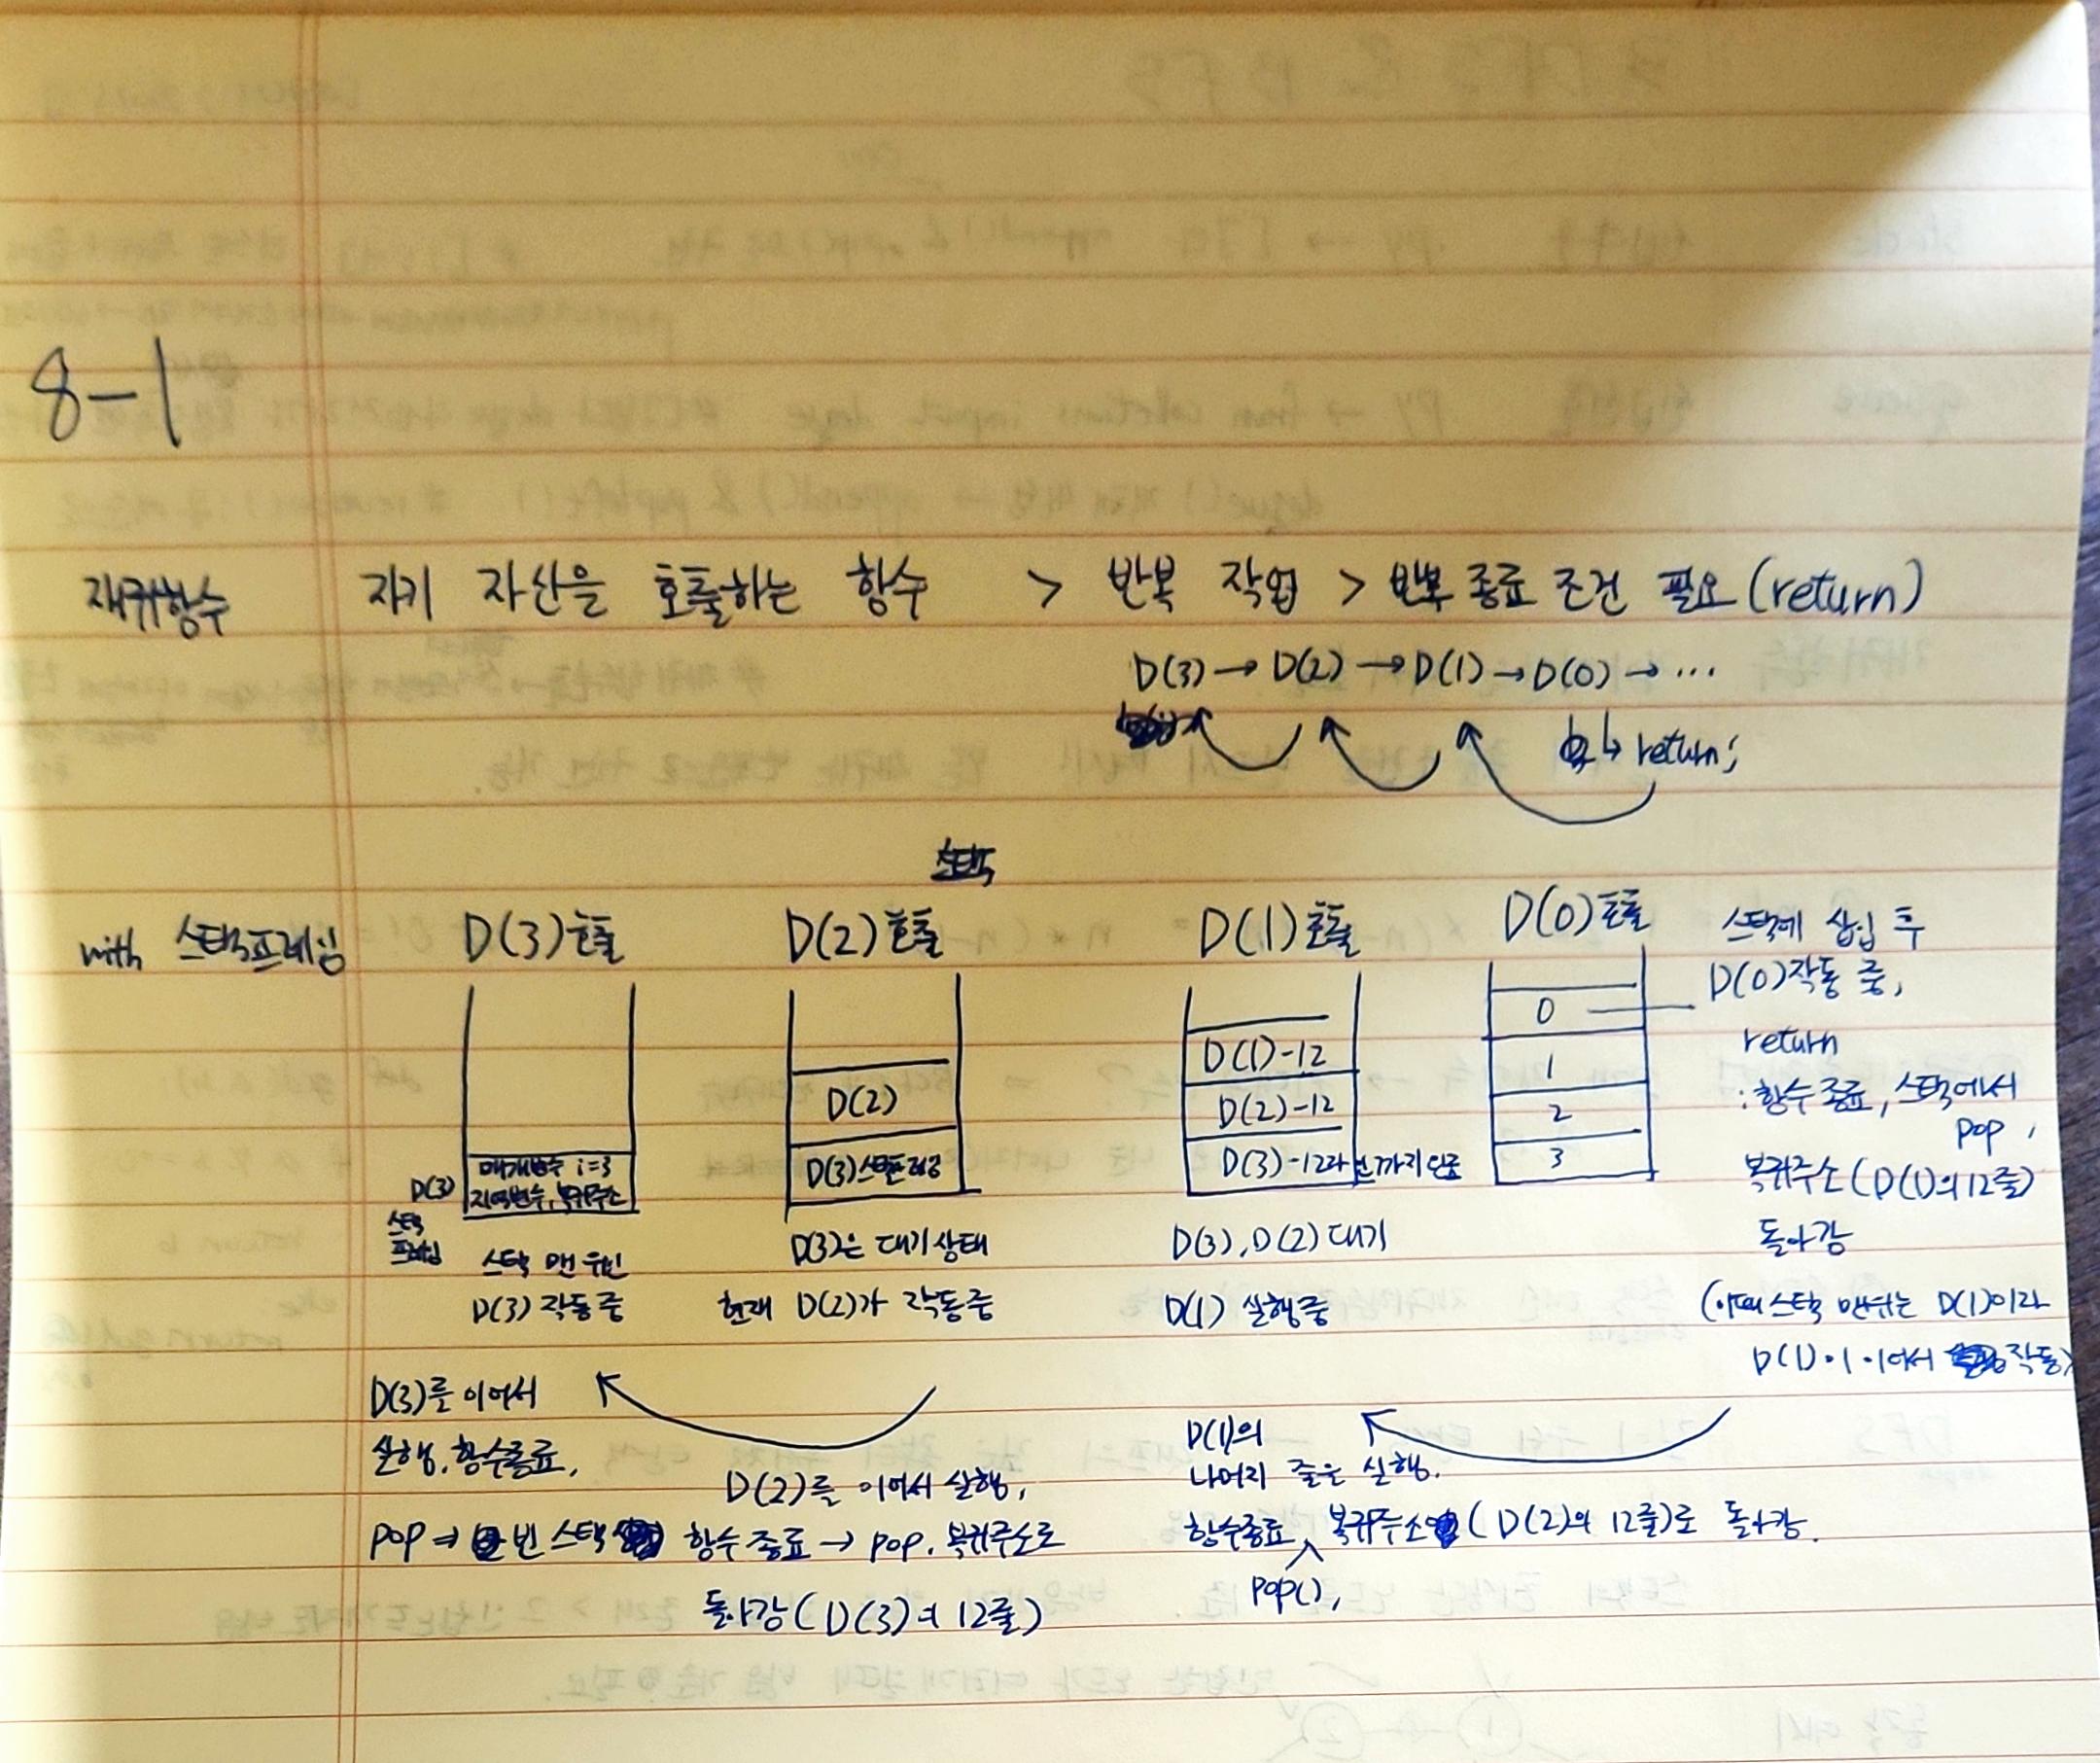 8-1
재귀함수 자기 자신을 호출하는 함수 > 반복 작업 > 반복 종료 조건 필요 (return)
D(3) → D(2) → D(1) → D(0) → ...
↳ return;
스택
with 스택프레임 D(3) 호출 D(2) 호출 D(1) 호출 D(0) 호출
D(3)
스택
프레임
매개변수 i=3
지역변수, 복귀주소
스택 맨 위인
D(3) 작동 중
D(2)
D(3) 스택프레임
D(3)은 대기 상태
현재 D(2)가 작동 중
D(1)-12
D(2)-12
D(3)-12라인까지 완료
D(3), D(2) 대기
D(1) 실행 중
0
1
2
3
스택에 삽입 후
D(0) 작동 중,
return
: 함수 종료, 스택에서
pop,
복귀주소 (D(1)의 12줄)
돌아감
(이때 스택 맨위는 D(1)이라
D(1)이 이어서 작동)
D(3)를 이어서
실행, 함수종료,
pop ⇒ 빈 스택
D(2)를 이어서 실행,
함수 종료 → pop. 복귀주소로
돌아감 (D(3)의 12줄)
D(1)의
나머지 줄을 실행.
함수종료 복귀주소 (D(2)의 12줄)로 돌아감.
pop(),